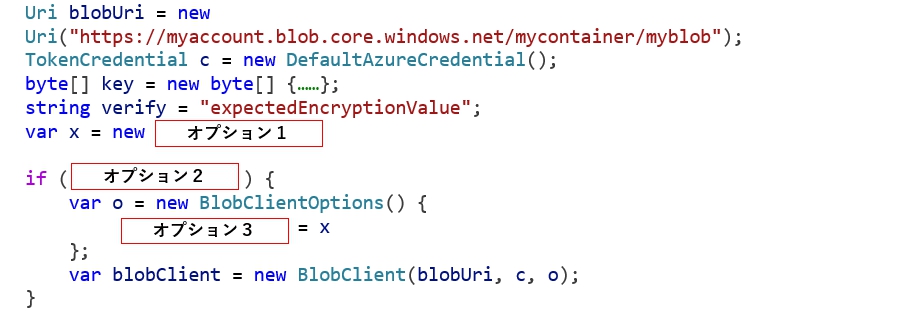 Uri blobUri = new
Uri("https://myaccount.blob.core.windows.net/mycontainer/myblob");
TokenCredential c = new DefaultAzureCredential();
byte[] key = new byte[] {……};
string verify = "expectedEncryptionValue";
var x = new オプション１
if (オプション２) {
var o = new BlobClientOptions() {
オプション３ = x
};
var blobClient = new BlobClient(blobUri, c, o);
}